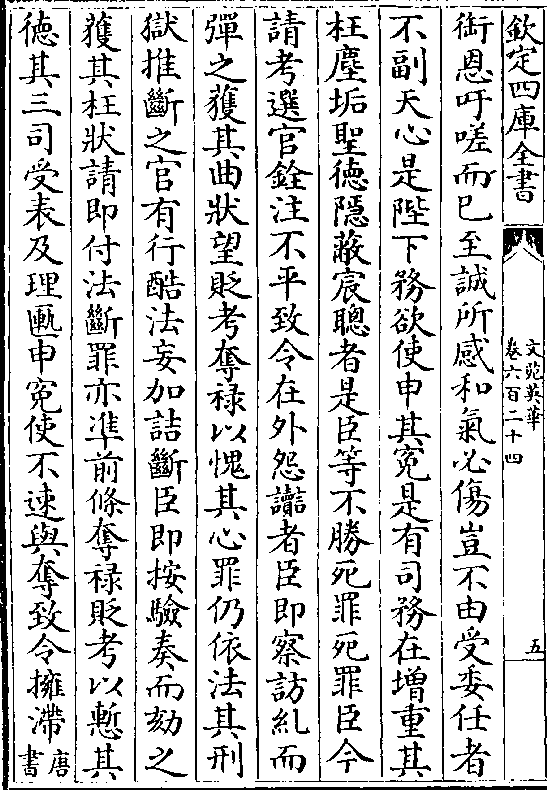 欽定四庫全書
文苑英華
卷六百二十四
五
銜恩吁嗟而已至誠所感和氣必傷豈不由受委任者
不副天心是陛下務欲使申其冤是有司務在增重其
枉塵垢聖徳隠蔽宸聰者是臣等不勝死罪死罪臣今
請考選官銓注不平致令在外怨讟者臣即察訪糺而
彈之獲其曲狀望貶考奪禄以愧其心罪仍依法其刑
獄推斷之官有行酷法妄加詰斷臣即按驗奏而劾之
獲其枉狀請即付法斷罪亦準前條奪禄貶考以慙其
徳其三司受表及理匭申冤使不速與奪致令擁滯唐書